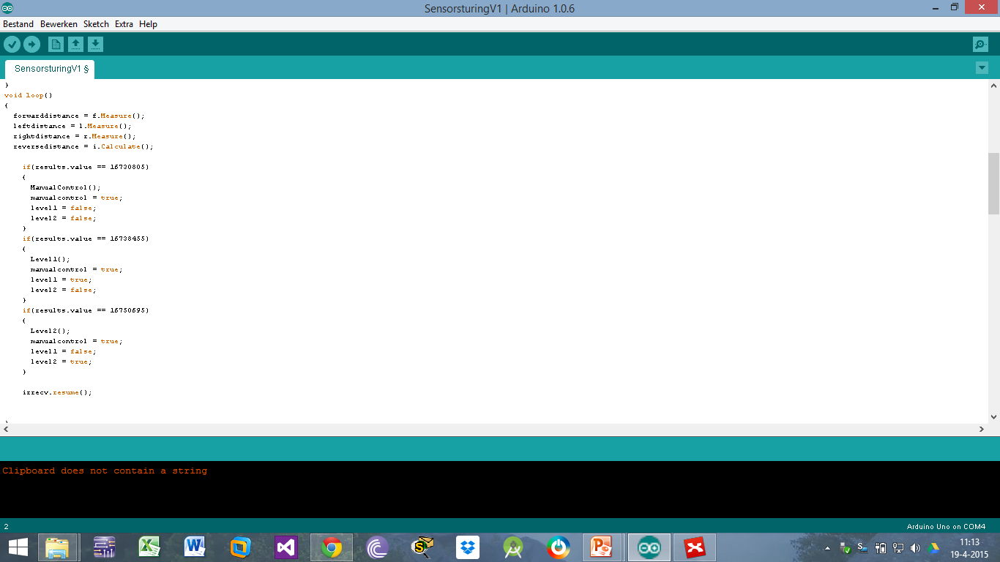 SensorsturingV1 | Arduino 1.0.6
Bestand Bewerken Sketch Extra Help
SensorsturingV1 §
}
void loop()
{
forwarddistance = f.Measure();
leftdistance = l.Measure();
rightdistance = r.Measure();
reversedistance = i.Calculate();
if(results.value == 16730805)
{
ManualControl();
manualcontrol = true;
level1 = false;
level2 = false;
}
if(results.value == 16738455)
{
Level1();
manualcontrol = true;
level1 = true;
level2 = false;
}
if(results.value == 16750695)
{
Level2();
manualcontrol = true;
level1 = false;
level2 = true;
}
irrecv.resume();
Clipboard does not contain a string
2
Arduino Uno on COM4
11:13
19-4-2015